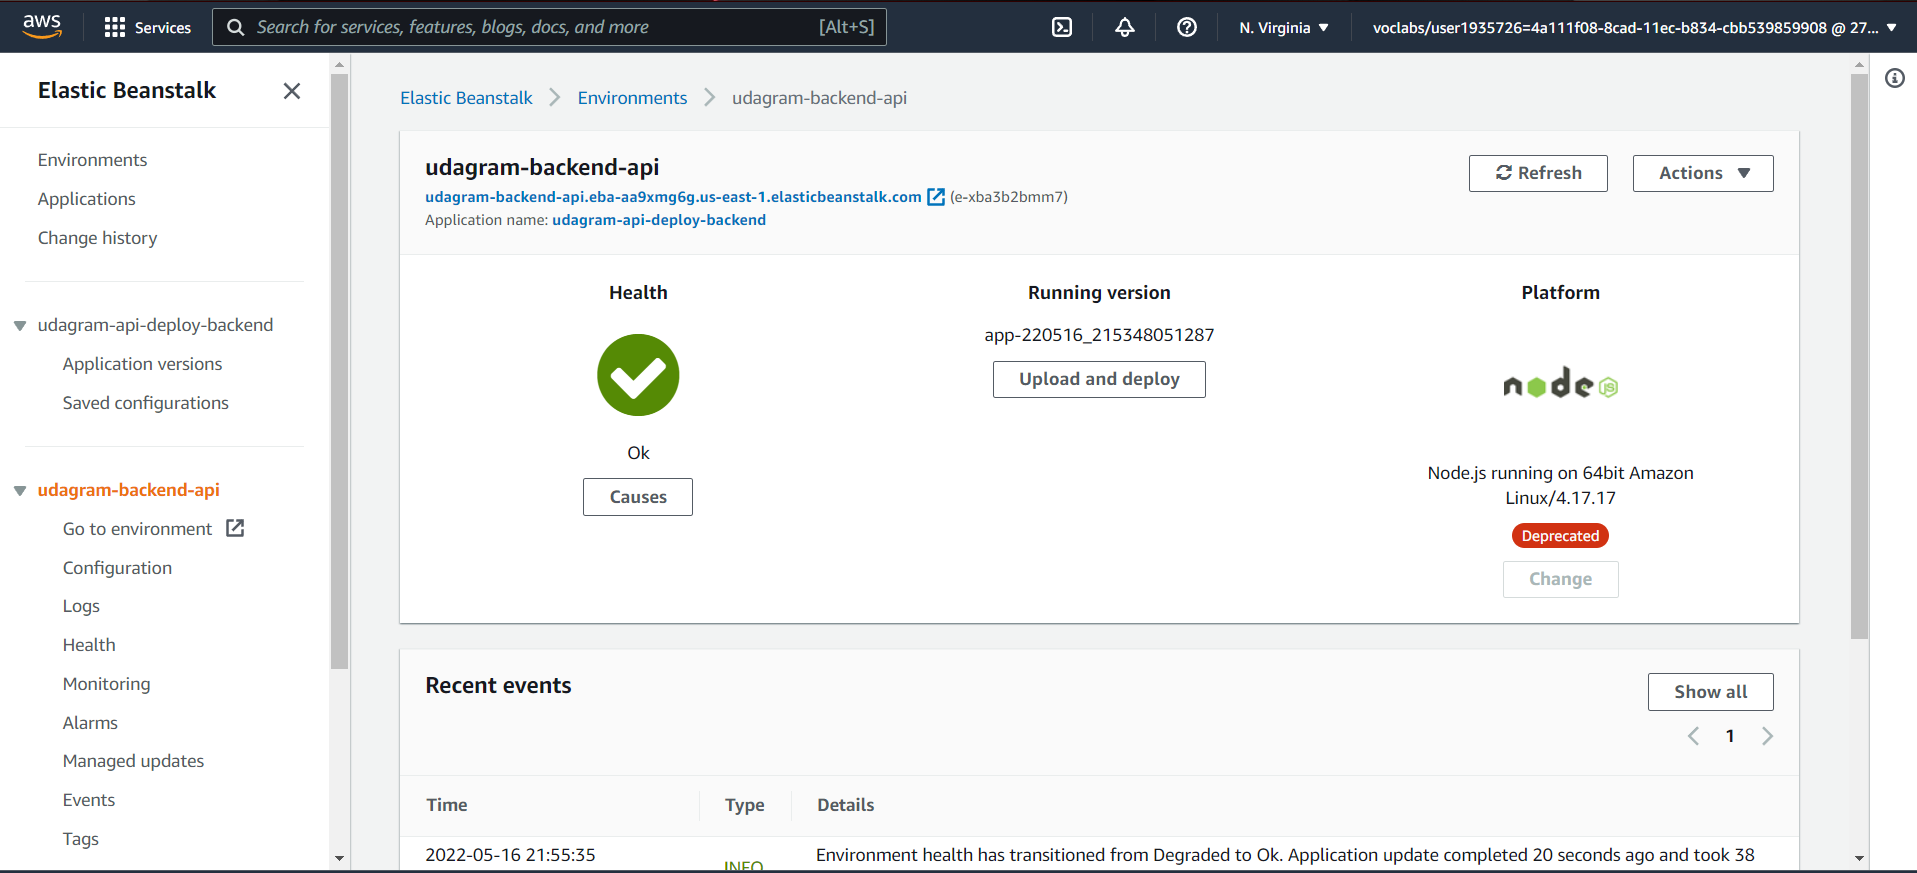 aws
Services
Search for services, features, blogs, docs, and more
[Alt+S]
N. Virginia
voclabs/user1935726=4a111f08-8cad-11ec-b834-cbb539859908 @ 27...
Elastic Beanstalk
Environments
Applications
Change history
udagram-api-deploy-backend
Application versions
Saved configurations
udagram-backend-api
Go to environment
Configuration
Logs
Health
Monitoring
Alarms
Managed updates
Events
Tags
Elastic Beanstalk
Environments
udagram-backend-api
udagram-backend-api
udagram-backend-api.eba-aa9xmg6g.us-east-1.elasticbeanstalk.com (e-xba3b2bmm7)
Application name: udagram-api-deploy-backend
Refresh
Actions
Health
Ok
Causes
Running version
app-220516_215348051287
Upload and deploy
Platform
node JS
Node.js running on 64bit Amazon
Linux/4.17.17
Deprecated
Change
Recent events
Show all
1
Time
Type
Details
2022-05-16 21:55:35
INFO
Environment health has transitioned from Degraded to Ok. Application update completed 20 seconds ago and took 38